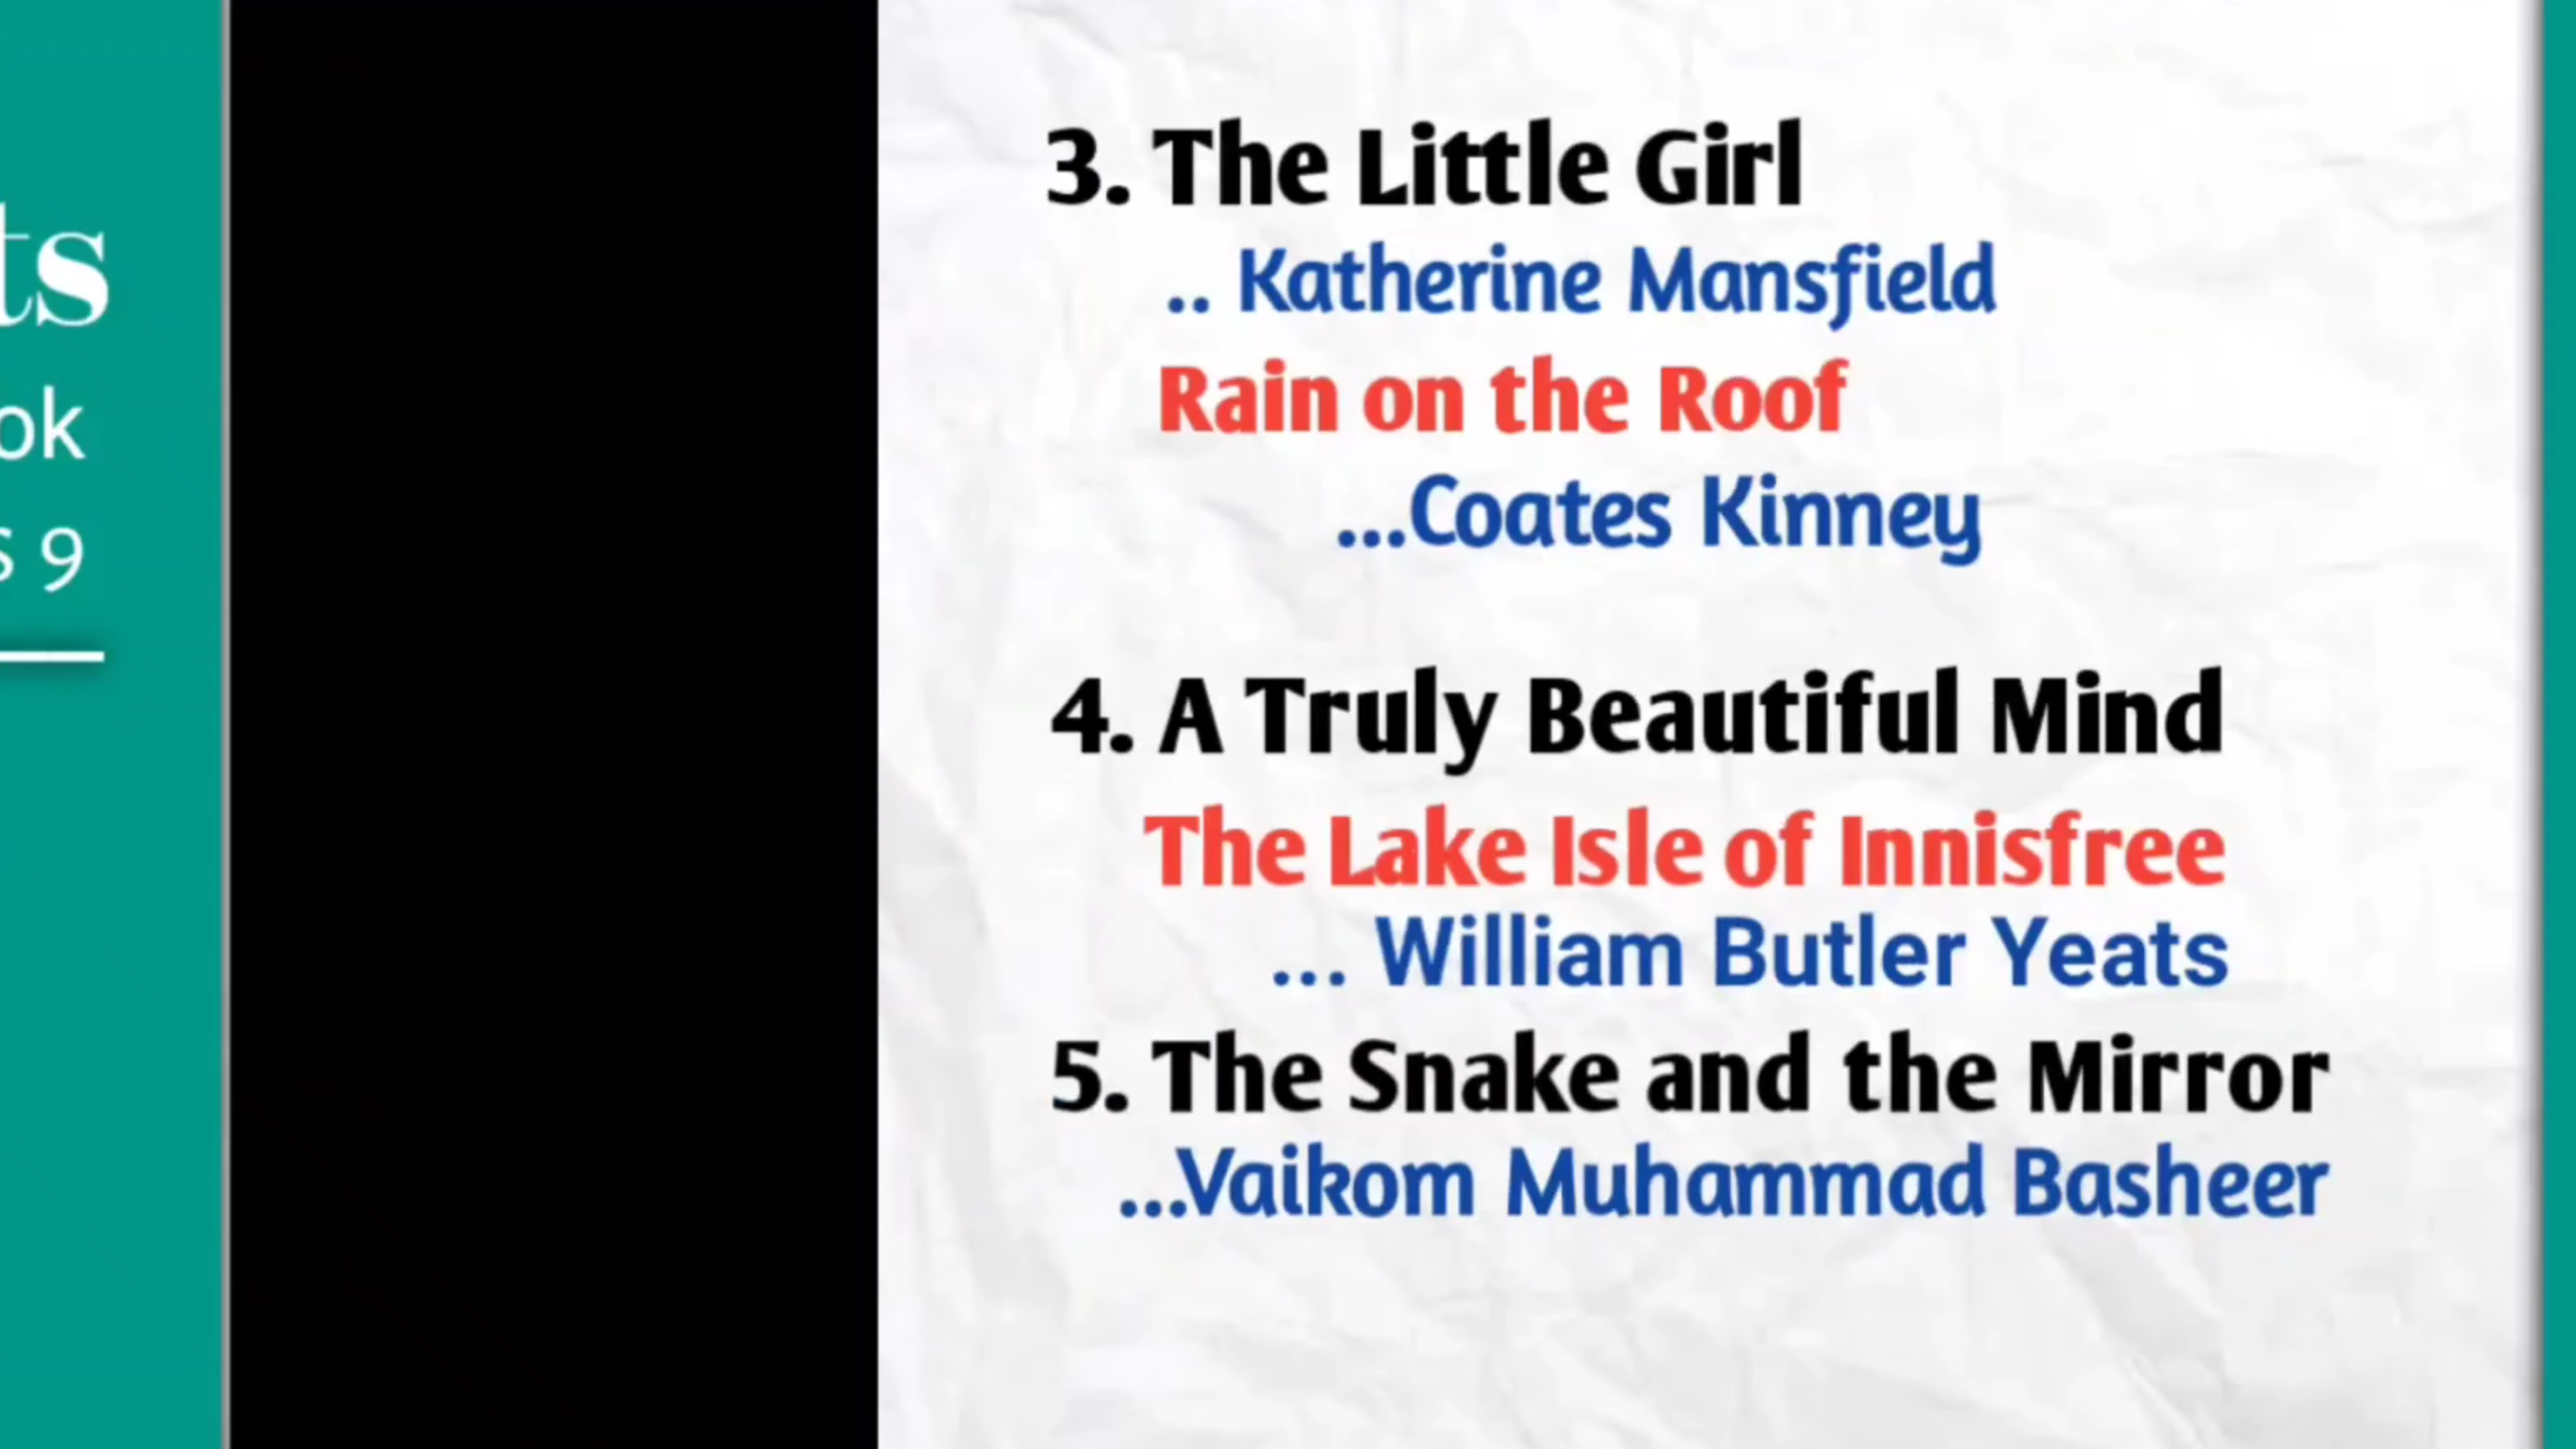 ts
ok
S 9
3. The Little Girl
.. Katherine Mansfield
Rain on the Roof
...Coates Kinney
4. A Truly Beautiful Mind
The Lake Isle of Innisfree
... William Butler Yeats
5. The Snake and the Mirror
...Vaikom Muhammad Basheer